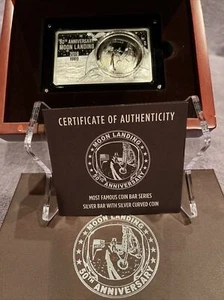 50TH ANNIVERSARY
MOON LANDING
2019
CERTIFICATE OF AUTHENTICITY
MOON LANDING
50TH ANNIVERSARY
MOST FAMOUS COIN BAR SERIES
SILVER BAR WITH SILVER CURVED COIN
MOON LANDING
50TH ANNIVERSARY